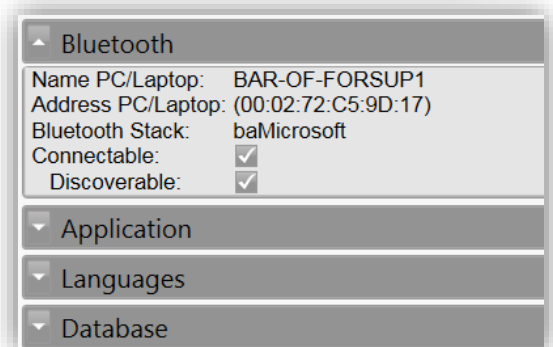 Bluetooth
Name PC/Laptop: BAR-OF-FORSUP1
Address PC/Laptop: (00:02:72:C5:9D:17)
Bluetooth Stack: baMicrosoft
Connectable:
Discoverable:
Application
Languages
Database